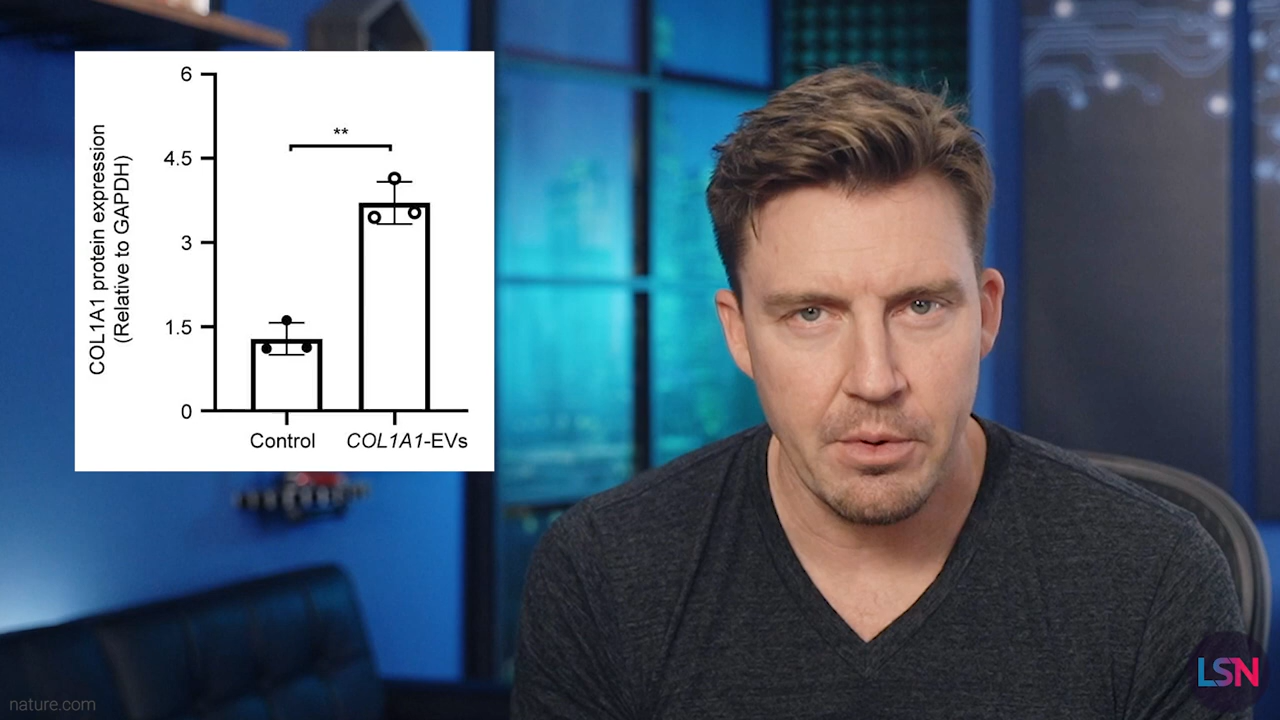 6
**
4.5
3
1.5
0
COL1A1 protein expression
(Relative to GAPDH)
Control
COL1A1-EVs
nature.com
LSN